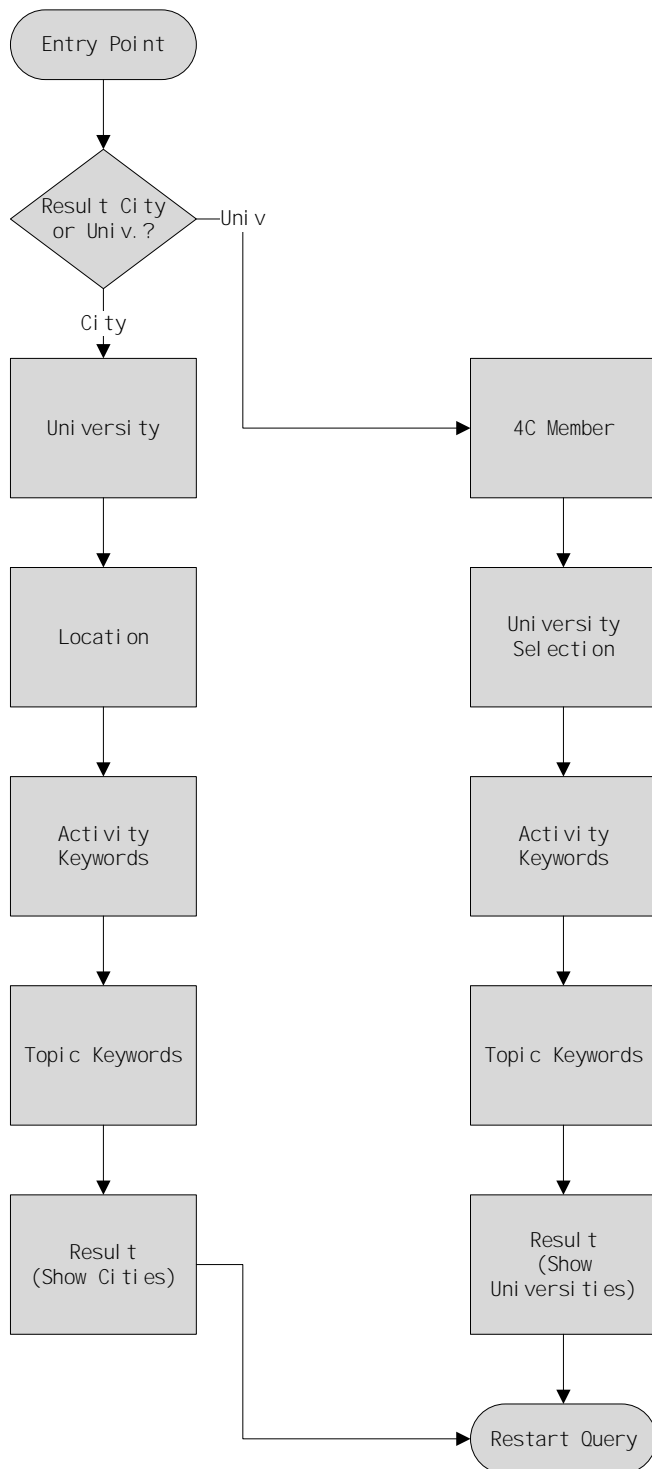 Entry Point
Result City
or Univ.?
Univ
City
University
4C Member
Location
University
Selection
Activity
Keywords
Activity
Keywords
Topic Keywords
Topic Keywords
Result
(Show Cities)
Result
(Show
Universities)
Restart Query